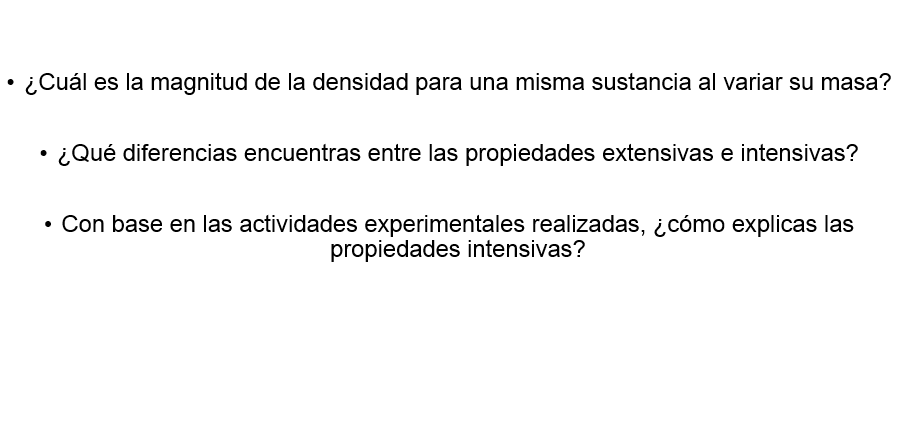 • ¿Cuál es la magnitud de la densidad para una misma sustancia al variar su masa?
• ¿Qué diferencias encuentras entre las propiedades extensivas e intensivas?
• Con base en las actividades experimentales realizadas, ¿cómo explicas las
propiedades intensivas?